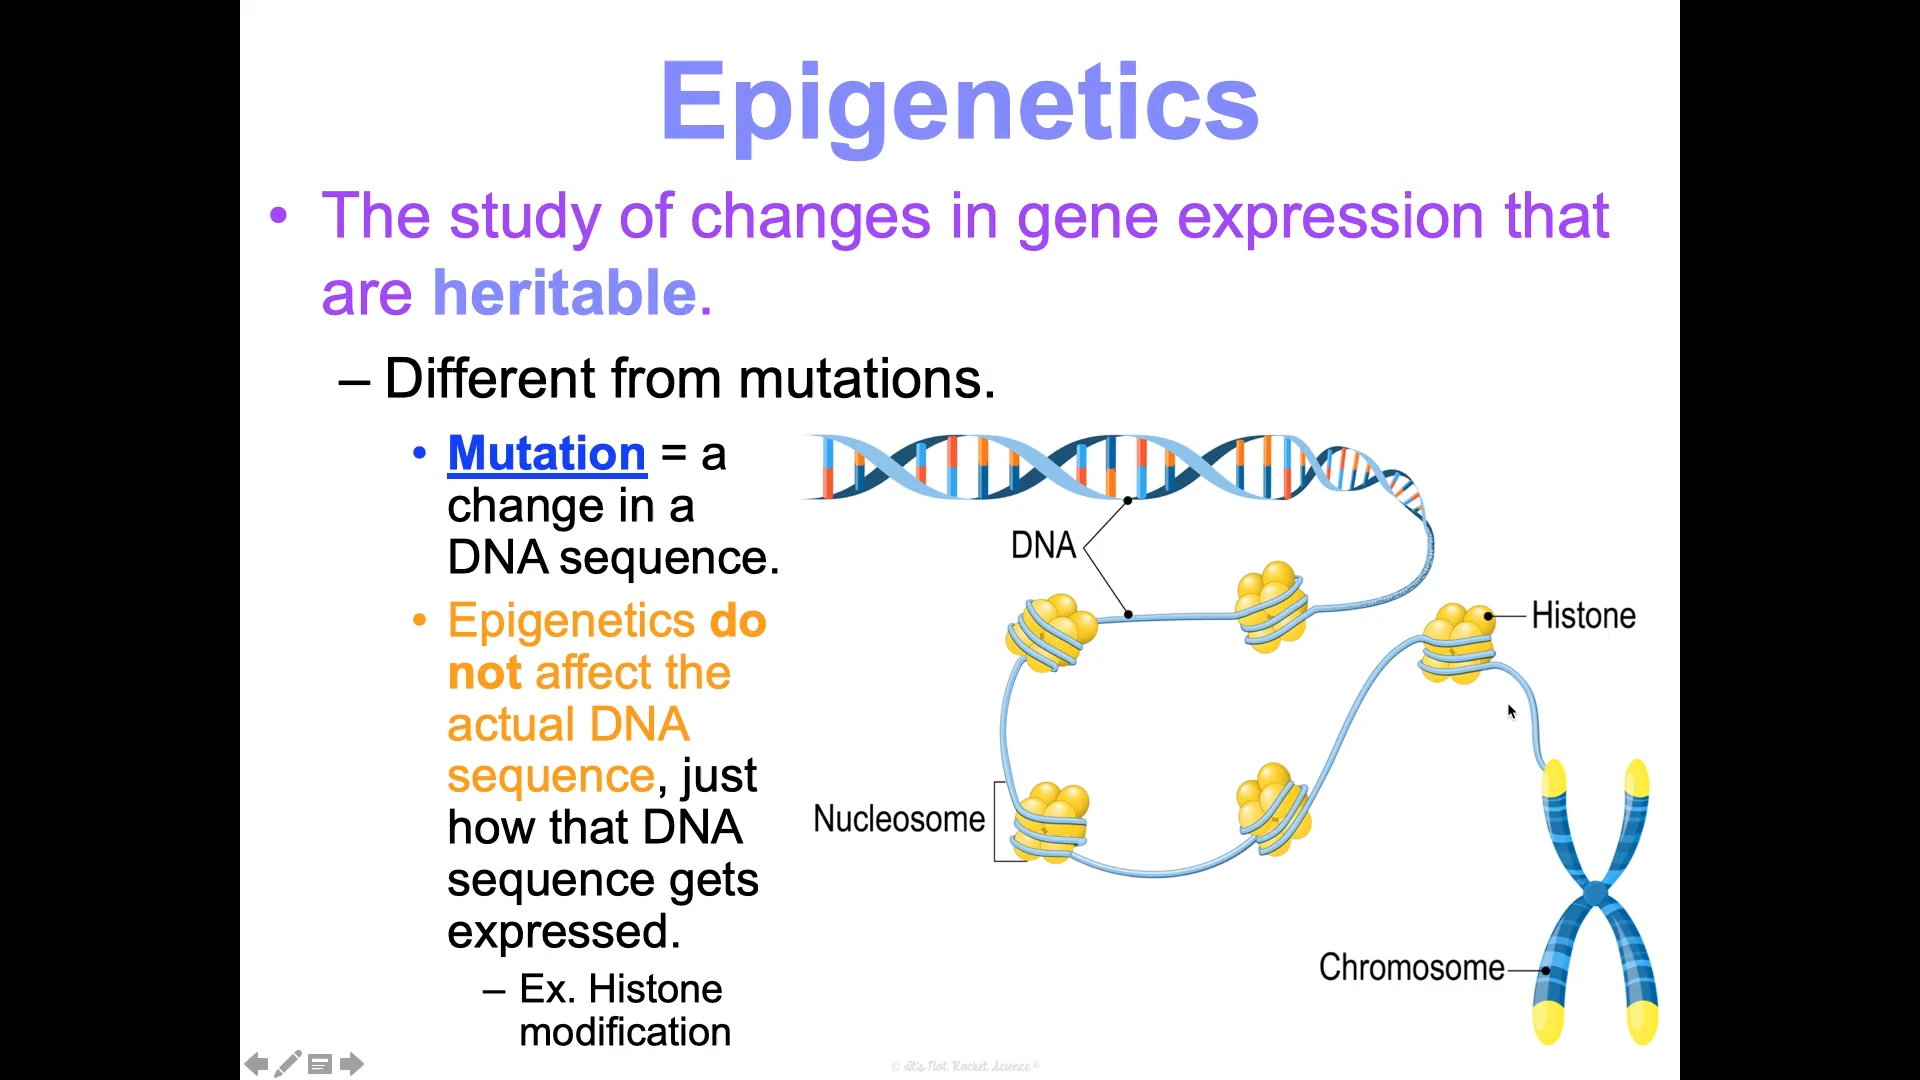 Epigenetics
• The study of changes in gene expression that
are heritable.
– Different from mutations.
• Mutation = a
change in a
DNA sequence.
• Epigenetics do
not affect the
actual DNA
sequence, just
how that DNA
sequence gets
expressed.
– Ex. Histone
modification
DNA
Histone
Nucleosome
Chromosome
© It's Not Rocket Science®